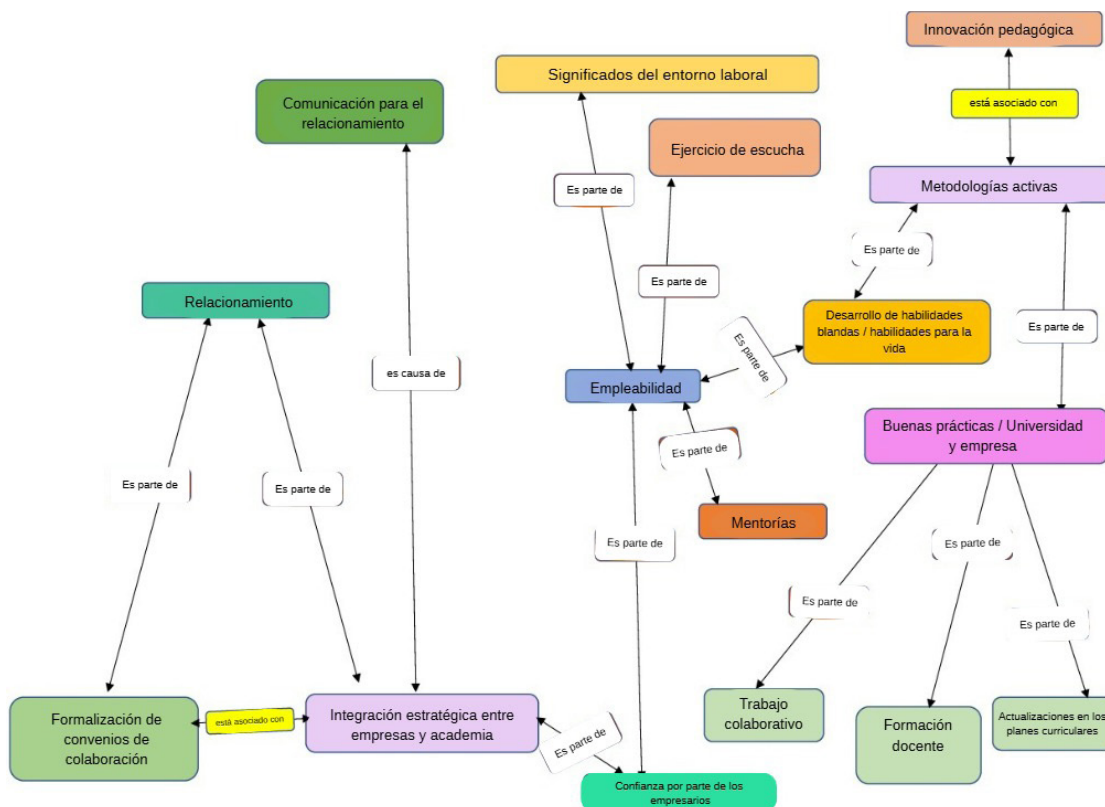 Innovación pedagógica
está asociado con
Significados del entorno laboral
Comunicación para el
relacionamiento
Ejercicio de escucha
Metodologías activas
Es parte de
Es parte de
Es parte de
Relacionamiento
Desarrollo de habilidades
blandas / habilidades para la
vida
Es parte de
Es parte de
es causa de
Empleabilidad
Buenas prácticas / Universidad
y empresa
Es parte de
Es parte de
Es parte de
Mentorías
Es parte de
Es parte de
Es parte de
Es parte de
Trabajo
colaborativo
Formación
docente
Actualizaciones en los
planes curriculares
Formalización de
convenios de
colaboración
está asociado con
Integración estratégica entre
empresas y academia
Es parte de
Confianza por parte de los
empresarios